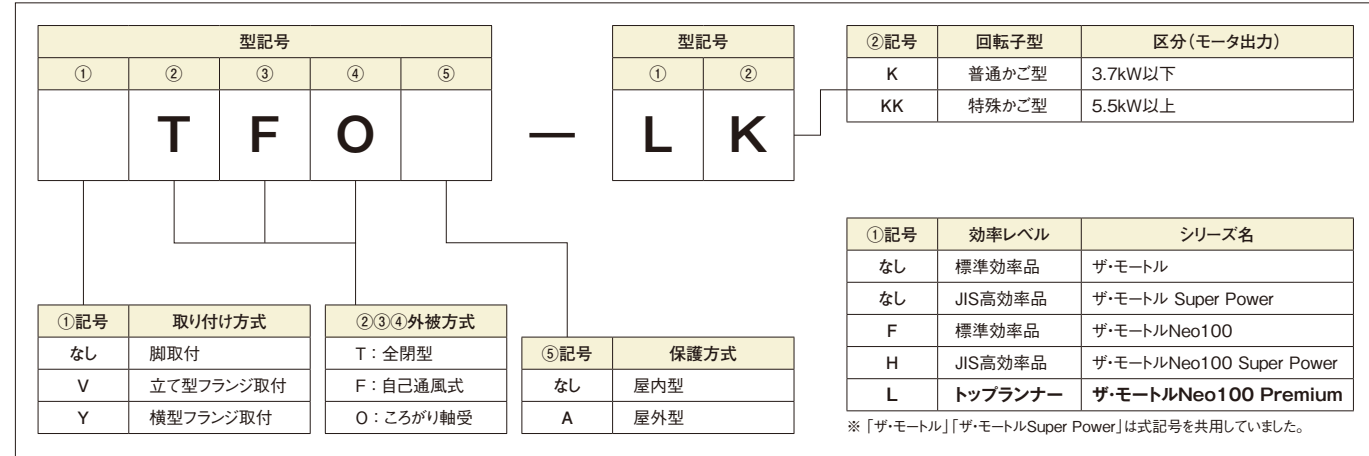 型記号
① ② ③ ④ ⑤
T F O
—
型記号
① ②
L K
②記号 回転子型 区分(モータ出力)
K 普通かご型 3.7kW以下
KK 特殊かご型 5.5kW以上
①記号 効率レベル シリーズ名
なし 標準効率品 ザ・モートル
なし JIS高効率品 ザ・モートル Super Power
F 標準効率品 ザ・モートルNeo100
H JIS高効率品 ザ・モートルNeo100 Super Power
L トップランナー ザ・モートルNeo100 Premium
※「ザ・モートル」「ザ・モートルSuper Power」は式記号を共用していました。
①記号 取り付け方式
なし 脚取付
V 立て型フランジ取付
Y 横型フランジ取付
②③④外被方式
T:全閉型
F:自己通風式
O:ころがり軸受
⑤記号 保護方式
なし 屋内型
A 屋外型